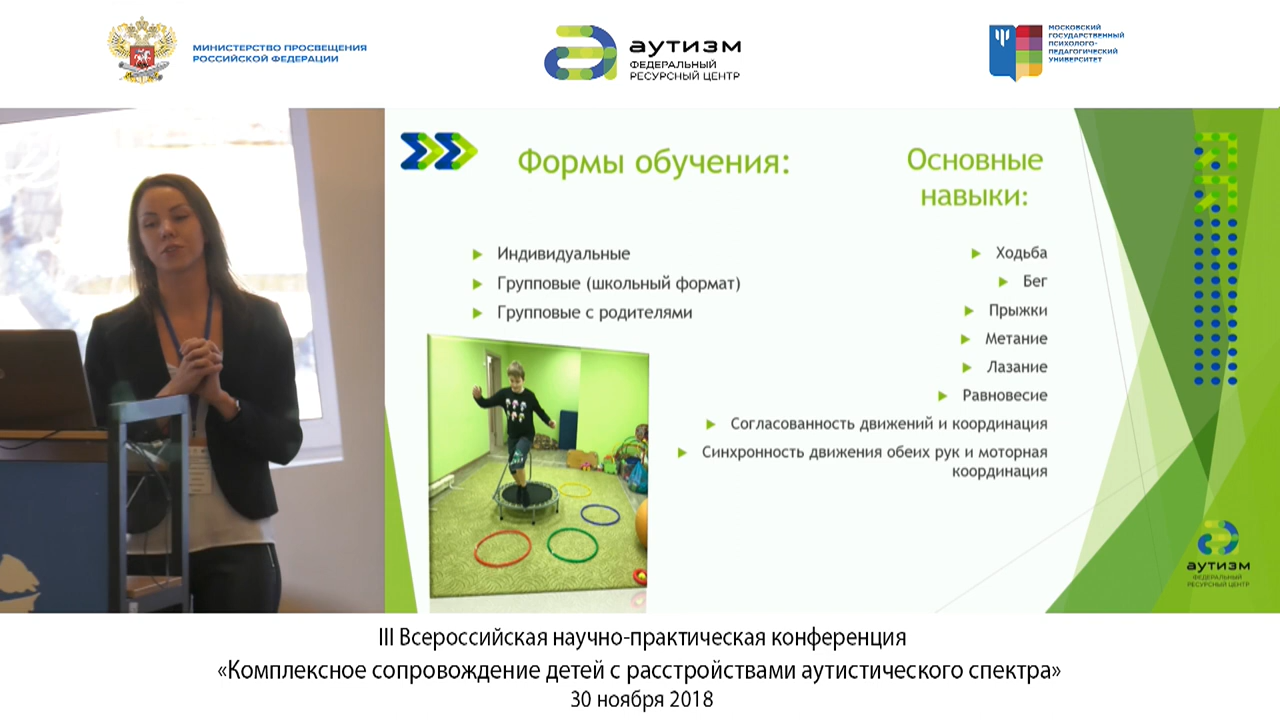 МИНИСТЕРСТВО ПРОСВЕЩЕНИЯ
РОССИЙСКОЙ ФЕДЕРАЦИИ
аутизм
ФЕДЕРАЛЬНЫЙ
РЕСУРСНЫЙ ЦЕНТР
МОСКОВСКИЙ
ГОСУДАРСТВЕННЫЙ
ПСИХОЛОГО-
ПЕДАГОГИЧЕСКИЙ
УНИВЕРСИТЕТ
Формы обучения:
Индивидуальные
Групповые (школьный формат)
Групповые с родителями
Основные
навыки:
Ходьба
Бег
Прыжки
Метание
Лазание
Равновесие
Согласованность движений и координация
Синхронность движения обеих рук и моторная
координация
аутизм
ФЕДЕРАЛЬНЫЙ
РЕСУРСНЫЙ ЦЕНТР
III Всероссийская научно-практическая конференция
«Комплексное сопровождение детей с расстройствами аутистического спектра»
30 ноября 2018